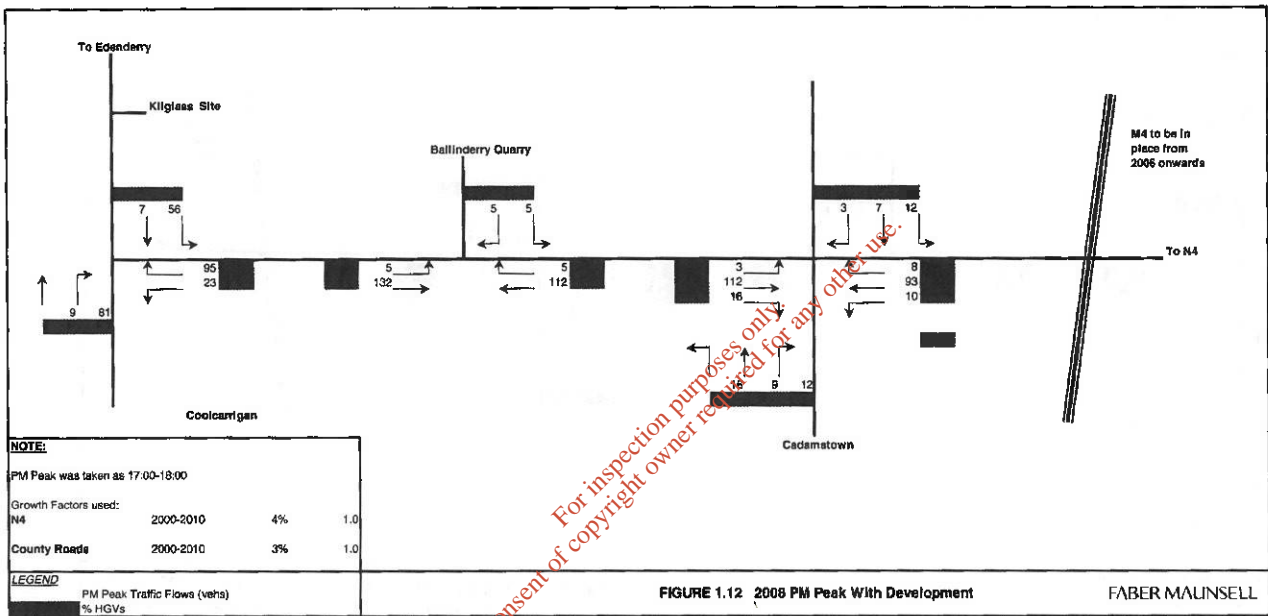 To Edenderry
Kilglass Site
Ballinderry Quarry
M4 to be in
place from
2006 onwards
7 56
5 5
3 7 12
To N4
95
23
5
132
5
112
3
112
16
8
93
10
9 81
16 9 12
Coolcarrigan
Cadamstown
For inspection purposes only.
Consent of copyright owner required for any other use.
NOTE:
PM Peak was taken as 17:00-18:00
Growth Factors used:
N4 2000-2010 4% 1.0
County Roads 2000-2010 3% 1.0
LEGEND
PM Peak Traffic Flows (vehs)
% HGVs
FIGURE 1.12 2008 PM Peak With Development
FABER MAUNSELL